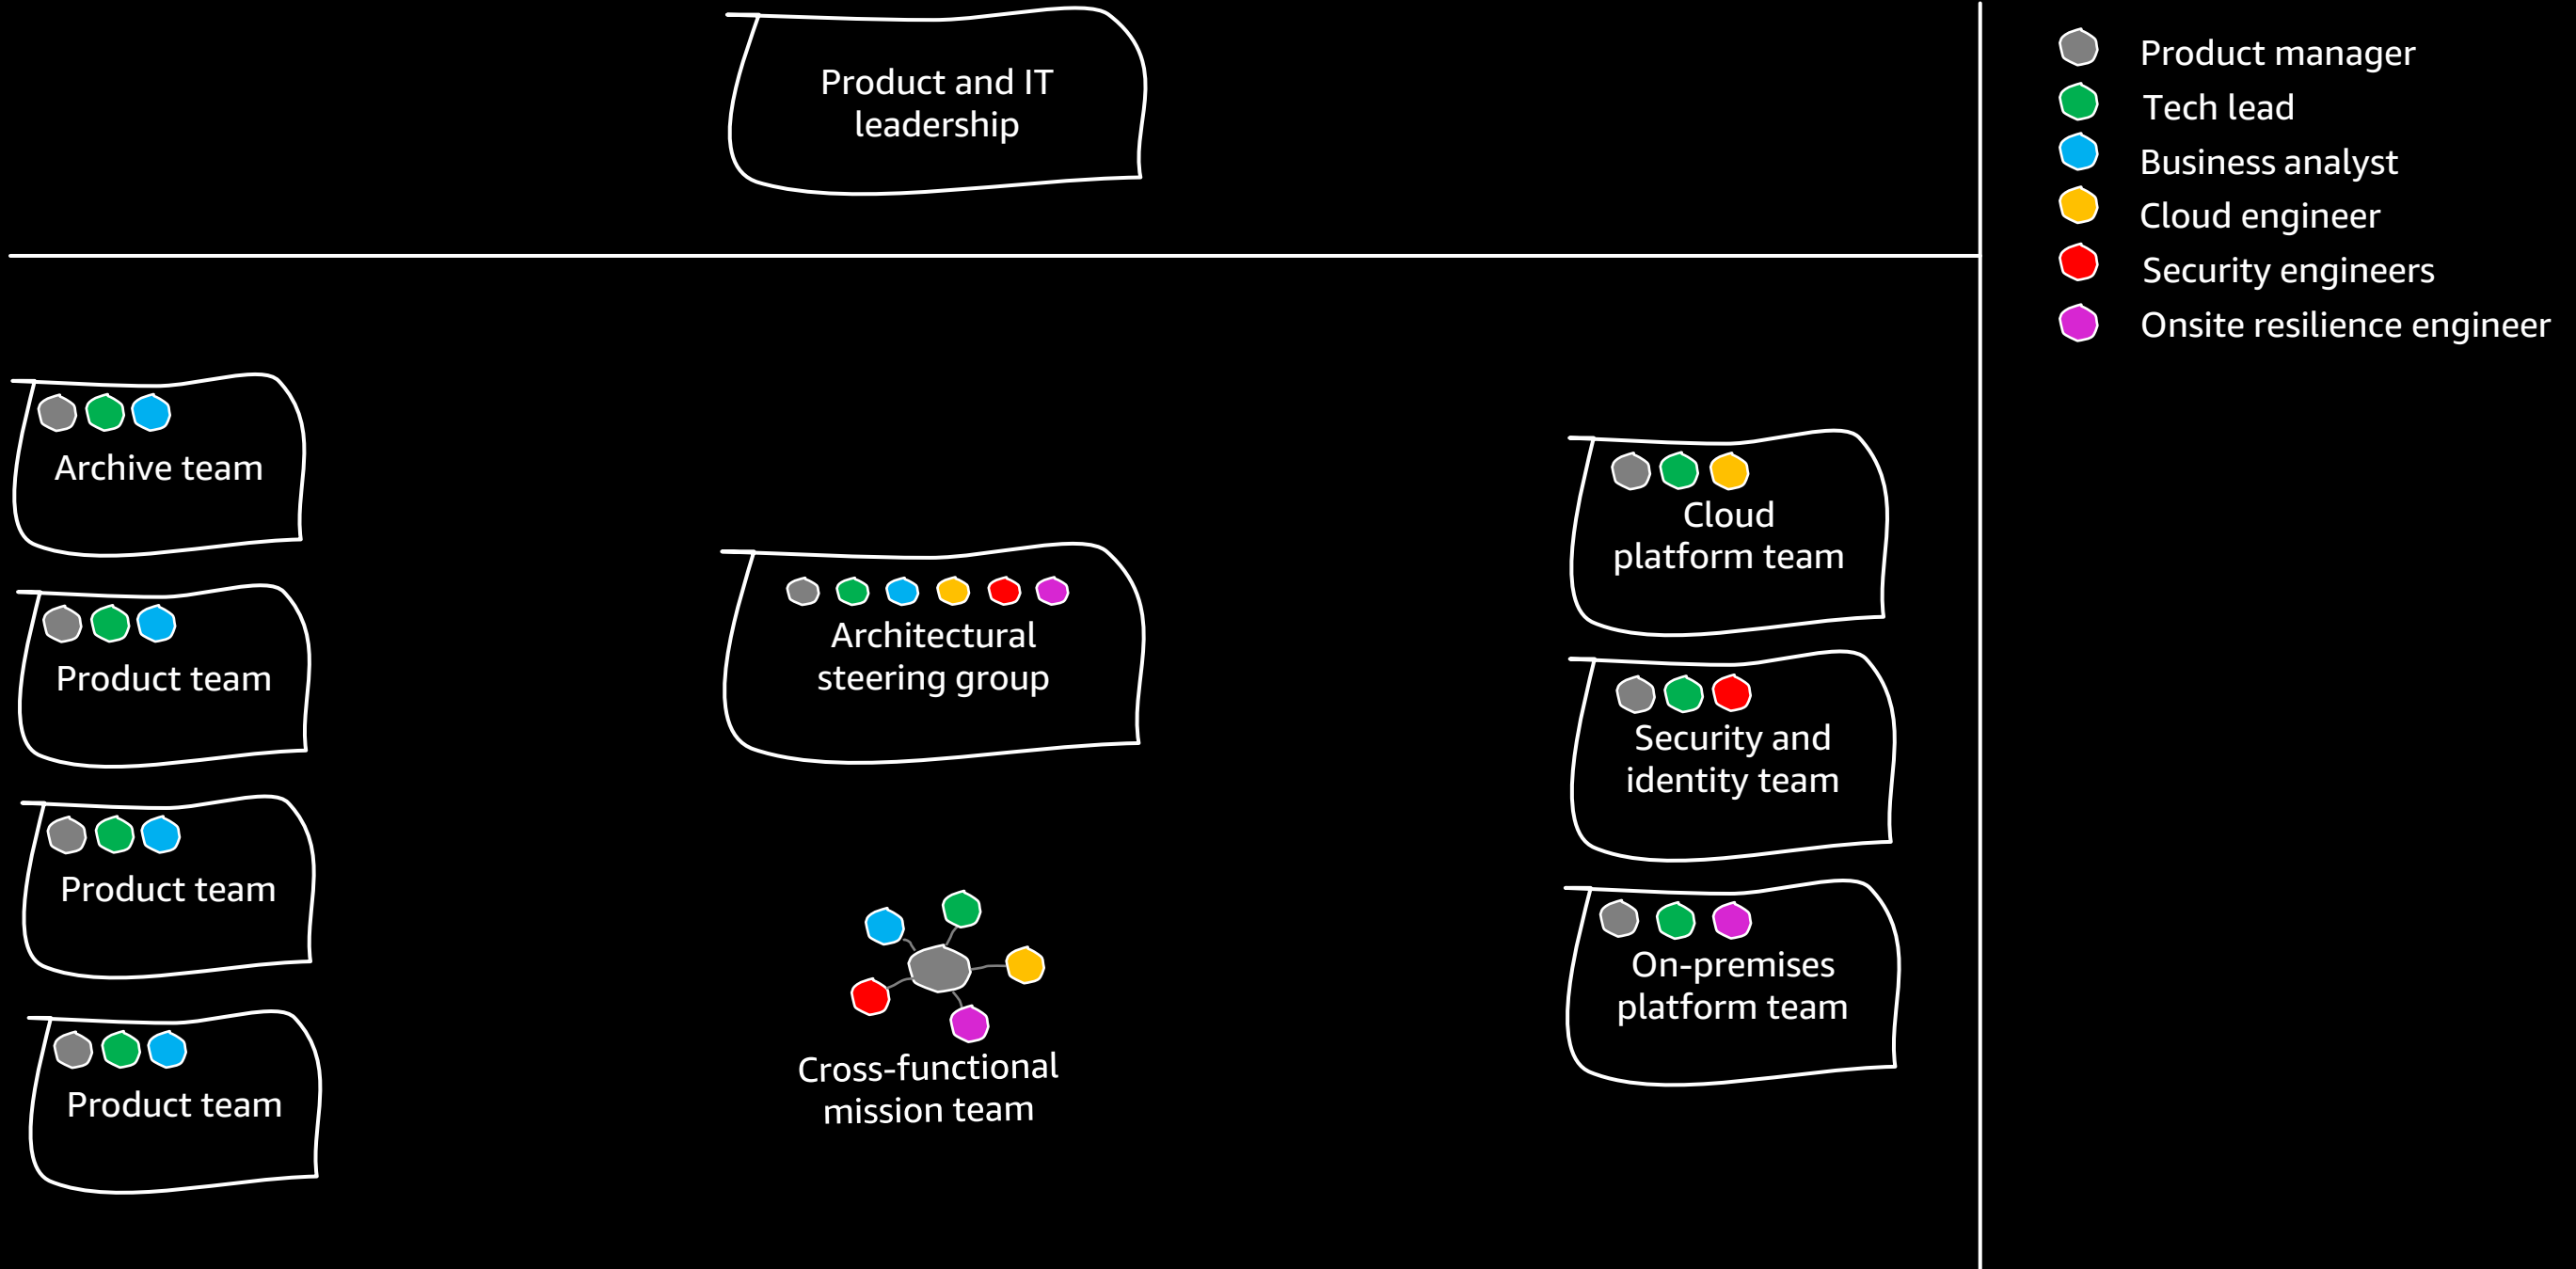 Product and IT
leadership
Product manager
Tech lead
Business analyst
Cloud engineer
Security engineers
Onsite resilience engineer
Archive team
Product team
Product team
Product team
Architectural
steering group
Cross-functional
mission team
Cloud
platform team
Security and
identity team
On-premises
platform team